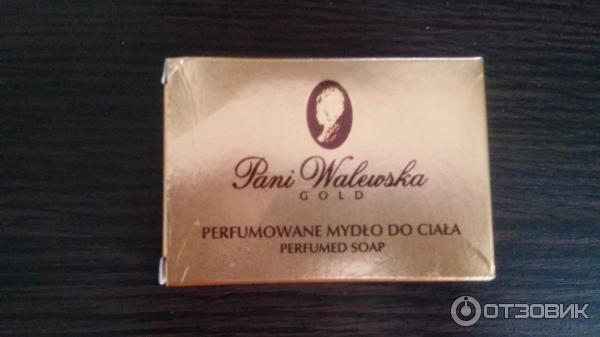 Pani Walewska
GOLD
PERFUMOWANE MYDŁO DO CIAŁA
PERFUMED SOAP
ОТЗОВИК